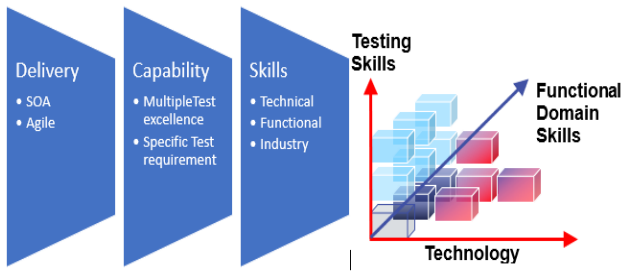 Delivery
• SOA
• Agile
Capability
• MultipleTest
excellence
• Specific Test
requirement
Skills
• Technical
• Functional
• Industry
Testing
Skills
Functional
Domain
Skills
Technology